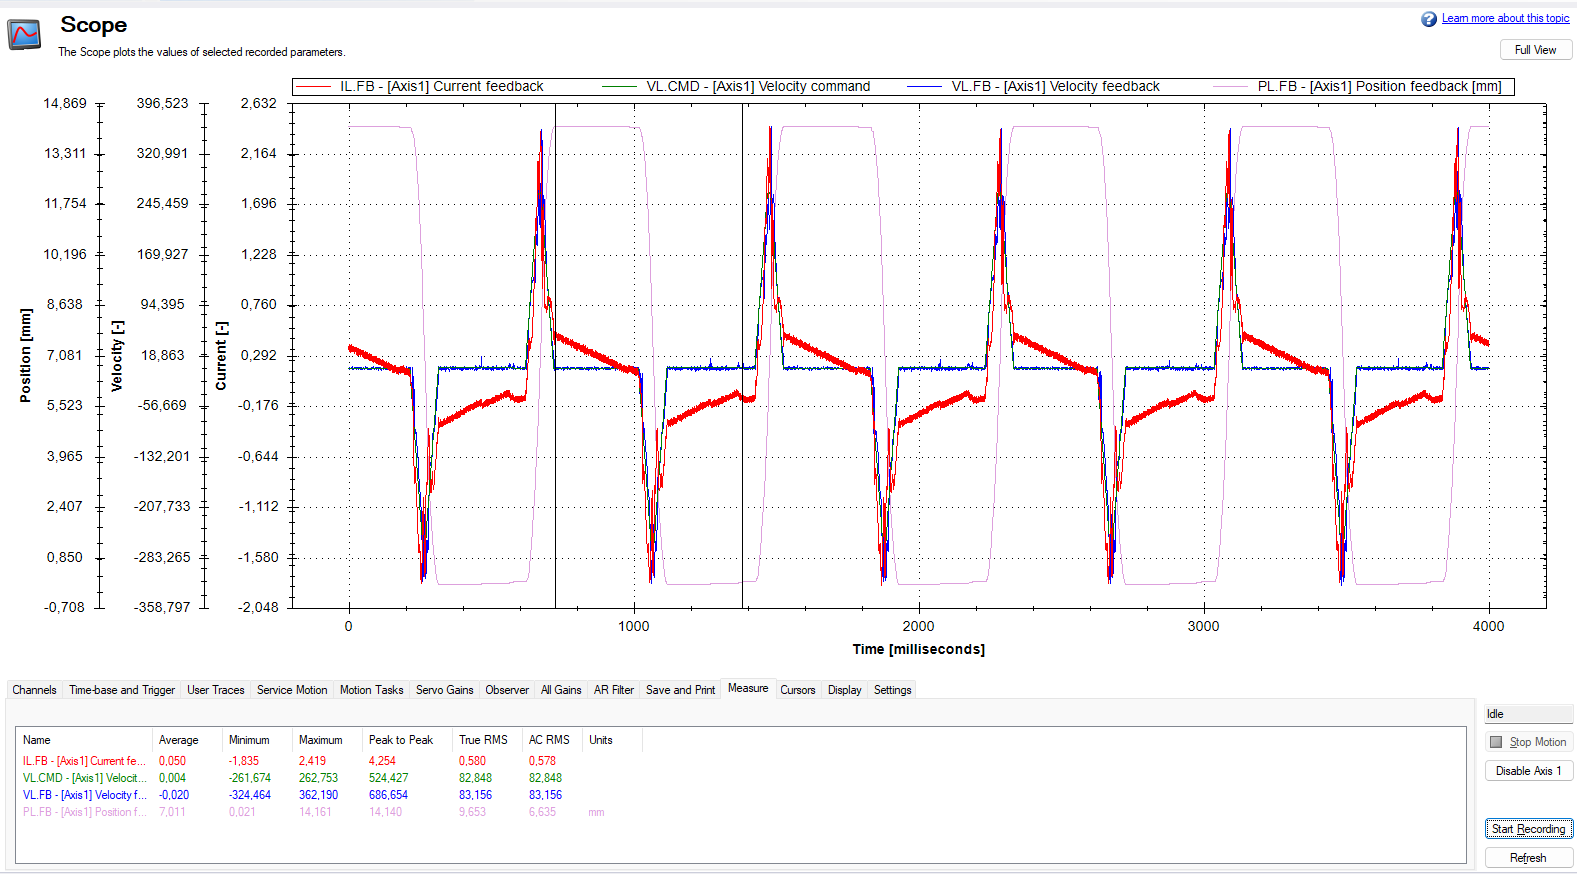 Scope
Learn more about this topic
The Scope plots the values of selected recorded parameters.
Full View
IL.FB - [Axis1] Current feedback VL.CMD - [Axis1] Velocity command VL.FB - [Axis1] Velocity feedback PL.FB - [Axis1] Position feedback [mm]
14,869 396,523 2,632
13,311 320,991 2,164
11,754 245,459 1,696
10,196 169,927 1,228
8,638 94,395 0,760
7,081 18,863 0,292
5,523 -56,669 -0,176
3,965 -132,201 -0,644
2,407 -207,733 -1,112
0,850 -283,265 -1,580
-0,708 -358,797 -2,048
Position [mm]
Velocity [-]
Current [-]
0 1000 2000 3000 4000
Time [milliseconds]
Channels Time-base and Trigger User Traces Service Motion Motion Tasks Servo Gains Observer All Gains AR Filter Save and Print Measure Cursors Display Settings
Name Average Minimum Maximum Peak to Peak True RMS AC RMS Units
IL.FB - [Axis1] Current fe... 0,050 -1,835 2,419 4,254 0,580 0,578
VL.CMD - [Axis1] Velocit... 0,004 -261,674 262,753 524,427 82,848 82,848
VL.FB - [Axis1] Velocity f... -0,020 -324,464 362,190 686,654 83,156 83,156
PL.FB - [Axis1] Position f... 7,011 0,021 14,161 14,140 9,653 6,635 mm
Idle
Stop Motion
Disable Axis 1
Start Recording
Refresh